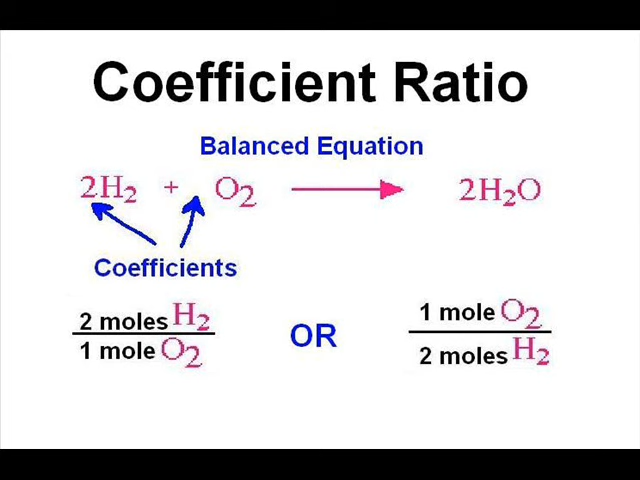 Coefficient Ratio
Balanced Equation
2H₂ + O₂ ⟶ 2H₂O
Coefficients
2 moles H₂
1 mole O₂
OR
1 mole O₂
2 moles H₂